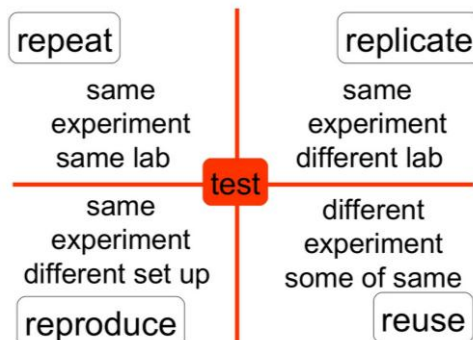 repeat
same
experiment
same lab
replicate
same
experiment
different lab
test
same
experiment
different set up
reproduce
different
experiment
some of same
reuse